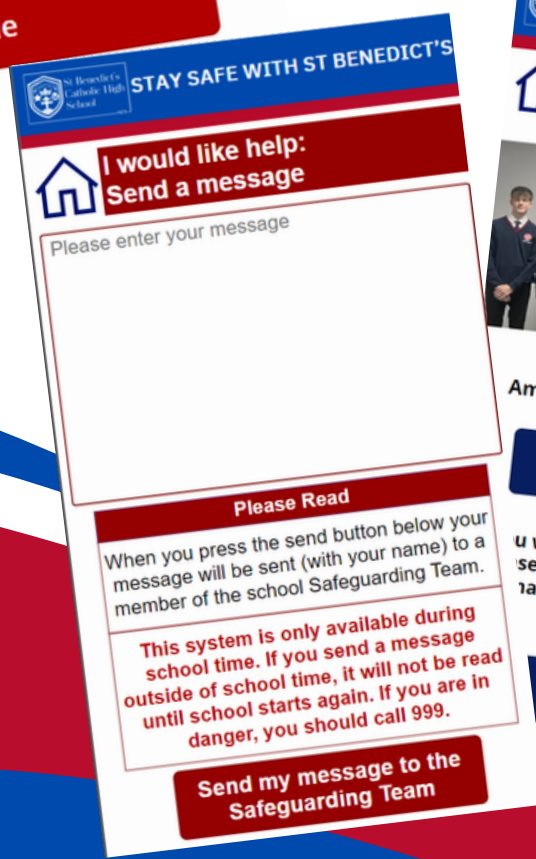 e
St Benedict's
Catholic High
School
STAY SAFE WITH ST BENEDICT'S
I would like help:
Send a message
Please enter your message
Please Read
When you press the send button below your
message will be sent (with your name) to a
member of the school Safeguarding Team.
This system is only available during
school time. If you send a message
outside of school time, it will not be read
until school starts again. If you are in
danger, you should call 999.
Send my message to the
Safeguarding Team
Am
u
se